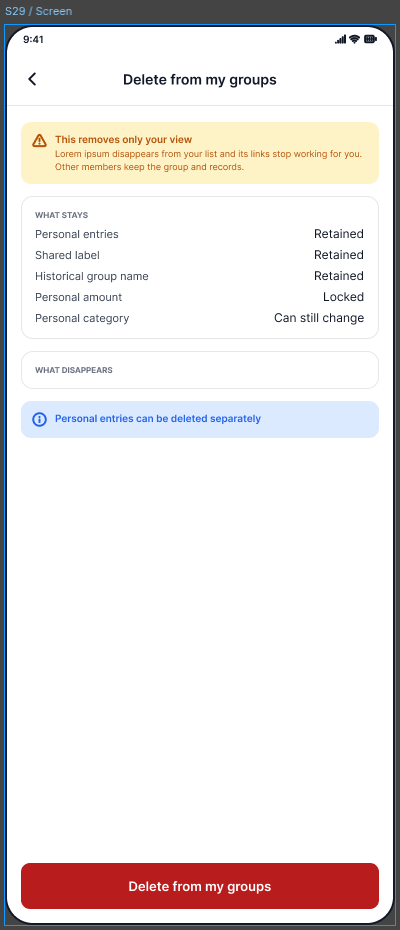 S29 / Screen
9:41
Delete from my groups
This removes only your view
Lorem ipsum disappears from your list and its links stop working for you.
Other members keep the group and records.
WHAT STAYS
Personal entries Retained
Shared label Retained
Historical group name Retained
Personal amount Locked
Personal category Can still change
WHAT DISAPPEARS
Personal entries can be deleted separately
Delete from my groups